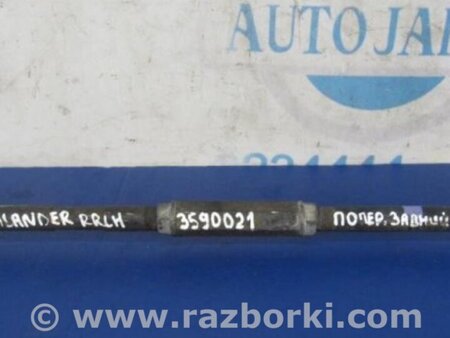 AUTO JA
LANDER RRLH 3590021 ПОПЕР. ЗАДНИЙ
www.razborki.com